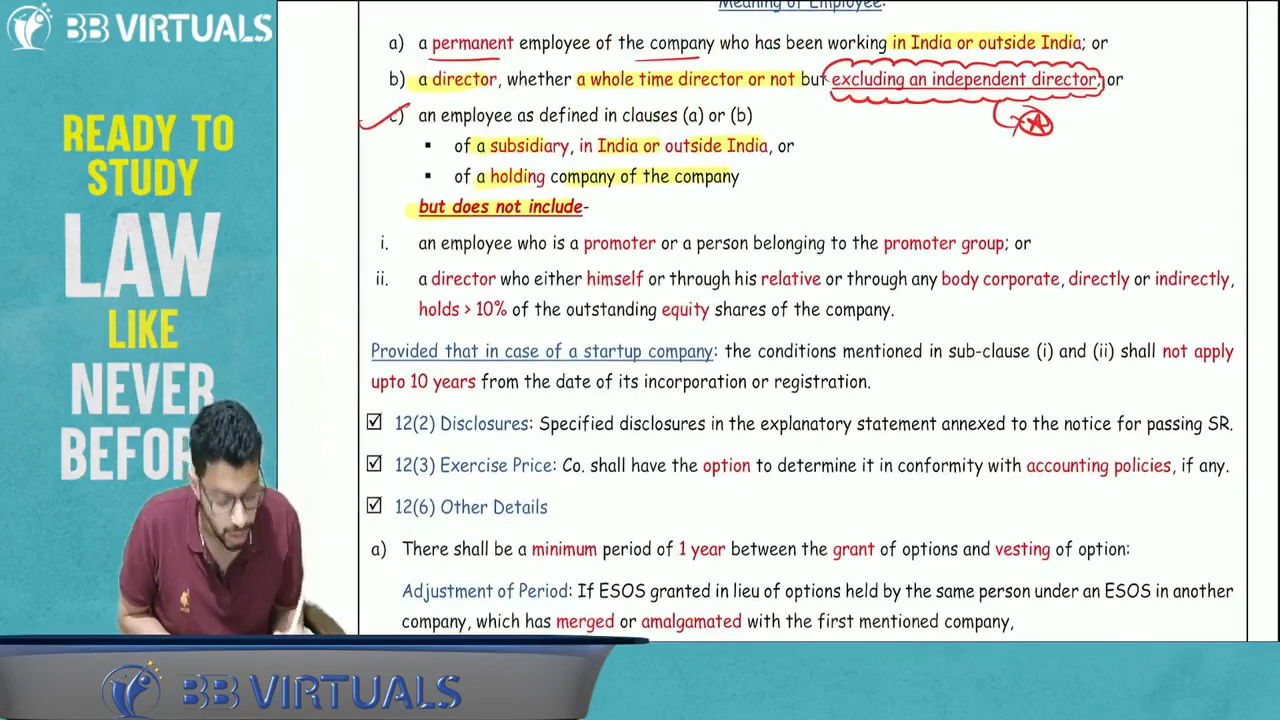 BB VIRTUALS
READY TO
STUDY
LAW
LIKE
NEVER
BEFOR
Meaning of Employee:
a) a permanent employee of the company who has been working in India or outside India; or
b) a director, whether a whole time director or not but excluding an independent director, or
c) an employee as defined in clauses (a) or (b)
▪ of a subsidiary, in India or outside India, or
▪ of a holding company of the company
but does not include-
i. an employee who is a promoter or a person belonging to the promoter group; or
ii. a director who either himself or through his relative or through any body corporate, directly or indirectly,
holds > 10% of the outstanding equity shares of the company.
Provided that in case of a startup company: the conditions mentioned in sub-clause (i) and (ii) shall not apply
upto 10 years from the date of its incorporation or registration.
☑ 12(2) Disclosures: Specified disclosures in the explanatory statement annexed to the notice for passing SR.
☑ 12(3) Exercise Price: Co. shall have the option to determine it in conformity with accounting policies, if any.
☑ 12(6) Other Details
a) There shall be a minimum period of 1 year between the grant of options and vesting of option:
Adjustment of Period: If ESOS granted in lieu of options held by the same person under an ESOS in another
company, which has merged or amalgamated with the first mentioned company,
BB VIRTUALS